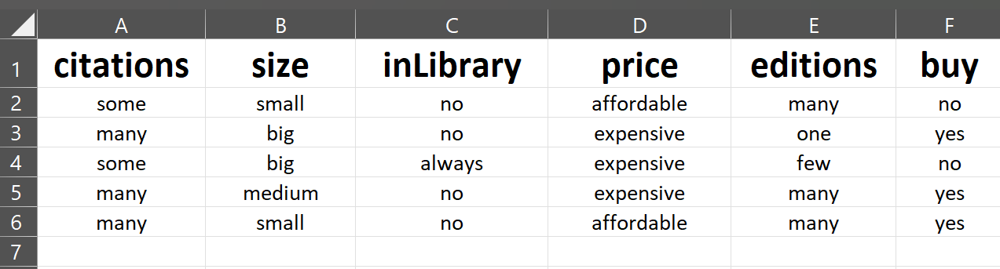 A B C D E F
1 citations size inLibrary price editions buy
2 some small no affordable many no
3 many big no expensive one yes
4 some big always expensive few no
5 many medium no expensive many yes
6 many small no affordable many yes
7